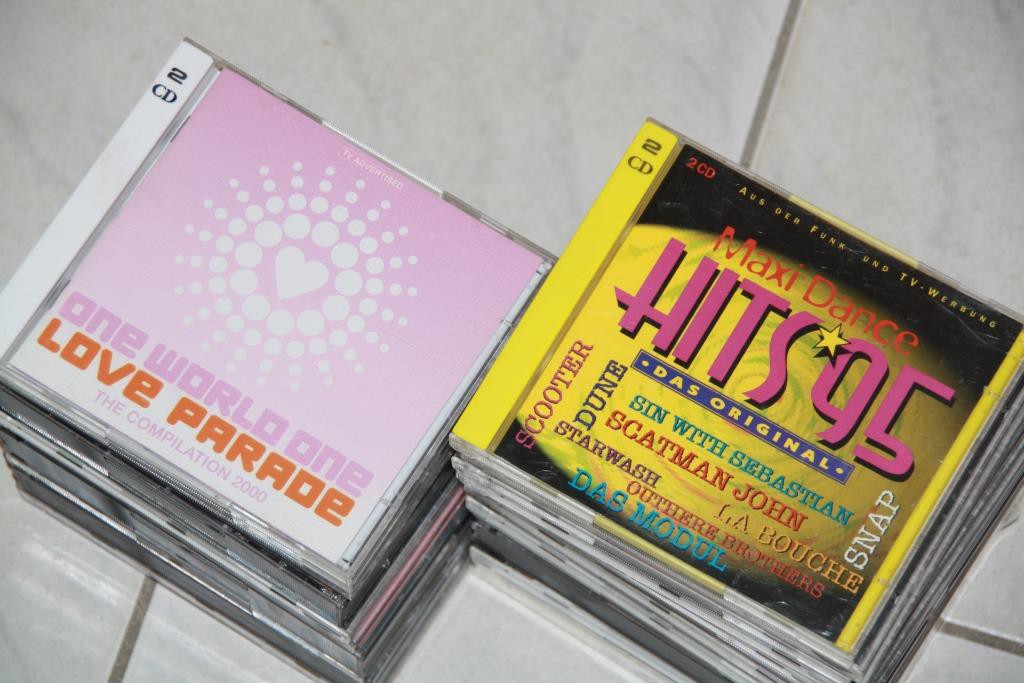 2
CD
TV ADVERTISED
one world one
Love Parade
THE COMPILATION 2000
2
CD
2 CD
AUS DER FUNK- UND TV-WERBUNG
Maxi Dance
HITS '95
•DAS ORIGINAL•
SCOOTER
DUNE
SIN WITH SEBASTIAN
SCATMAN JOHN
STARWASH
LA BOUCHE
OUTHERE BROTHERS
DAS MODUL
SNAP